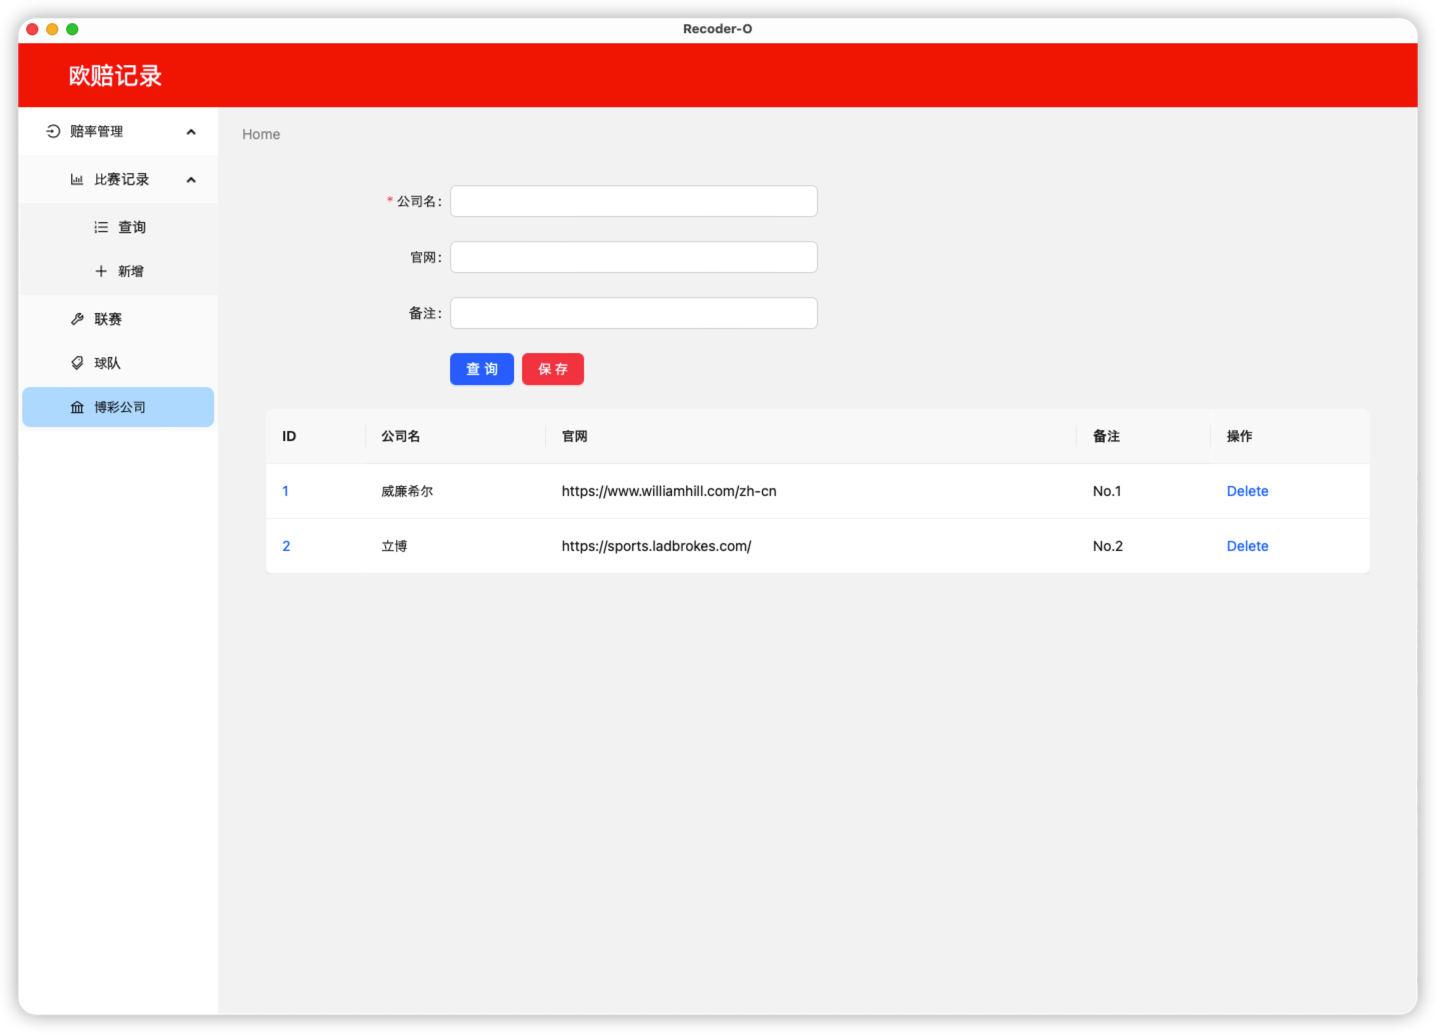 Recoder-O
欧赔记录
赔率管理
比赛记录
查询
新增
联赛
球队
博彩公司
Home
* 公司名:
官网:
备注:
查 询 保 存
ID 公司名 官网 备注 操作
1 威廉希尔 https://www.williamhill.com/zh-cn No.1 Delete
2 立博 https://sports.ladbrokes.com/ No.2 Delete